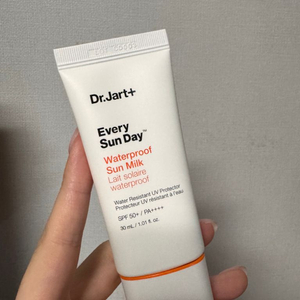 Dr.Jart+
Every
Sun Day™
Waterproof
Sun Milk
Lait solaire
waterproof
Water Resistant UV Protector
Protecteur UV résistant à l'eau
SPF 50+ / PA++++
30 mL / 1.01 fl. oz.